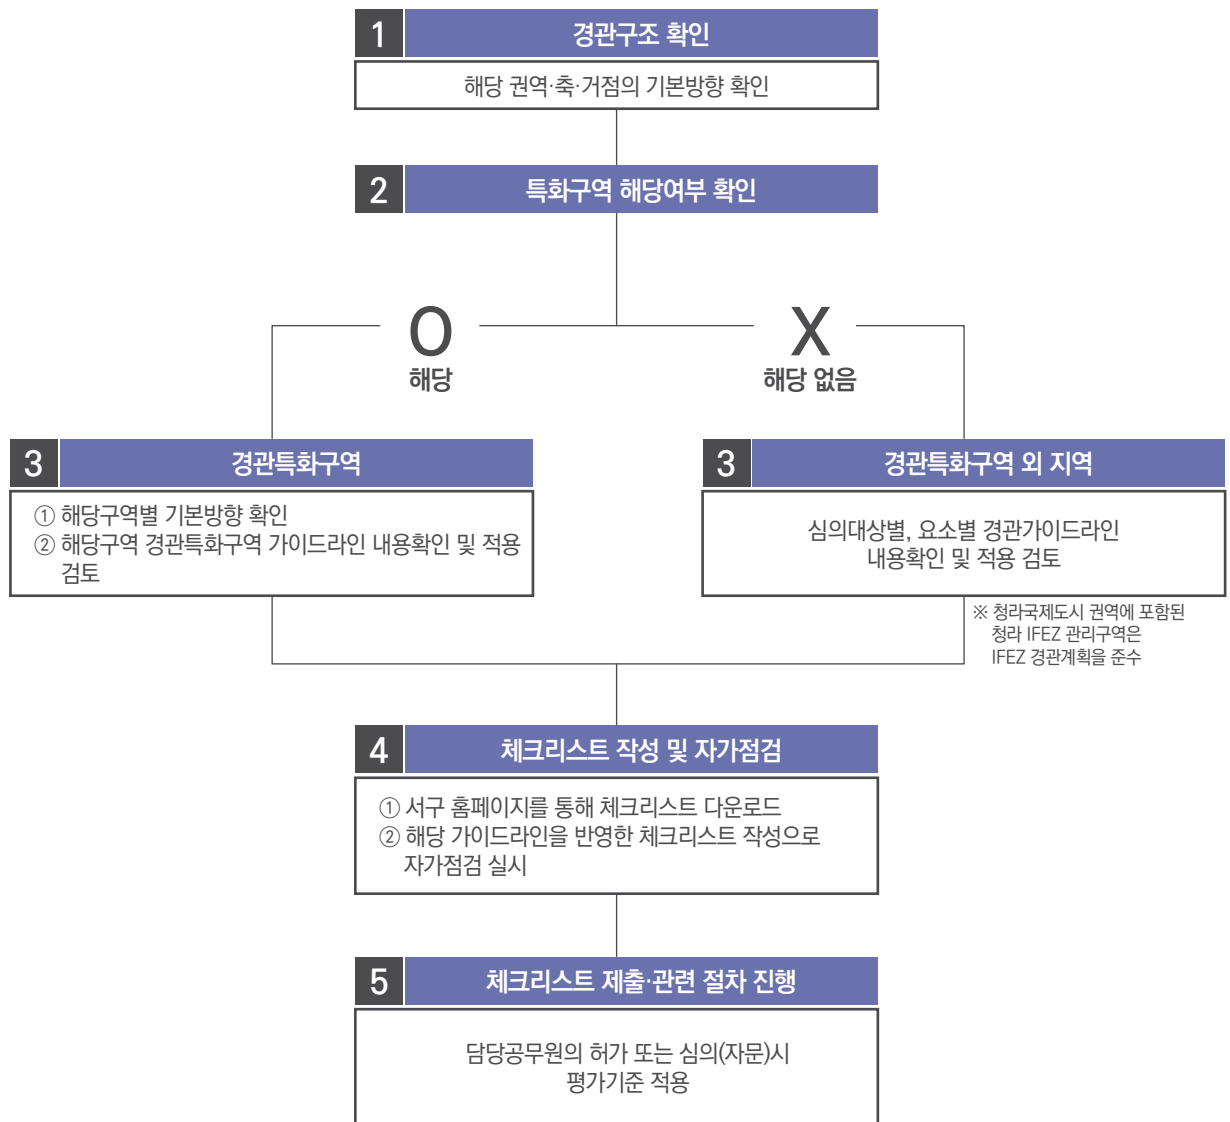 1 경관구조 확인
해당 권역·축·거점의 기본방향 확인
2 특화구역 해당여부 확인
O
해당
X
해당 없음
3 경관특화구역
① 해당구역별 기본방향 확인
② 해당구역 경관특화구역 가이드라인 내용확인 및 적용
검토
3 경관특화구역 외 지역
심의대상별, 요소별 경관가이드라인
내용확인 및 적용 검토
※ 청라국제도시 권역에 포함된
청라 IFEZ 관리구역은
IFEZ 경관계획을 준수
4 체크리스트 작성 및 자가점검
① 서구 홈페이지를 통해 체크리스트 다운로드
② 해당 가이드라인을 반영한 체크리스트 작성으로
자가점검 실시
5 체크리스트 제출·관련 절차 진행
담당공무원의 허가 또는 심의(자문)시
평가기준 적용